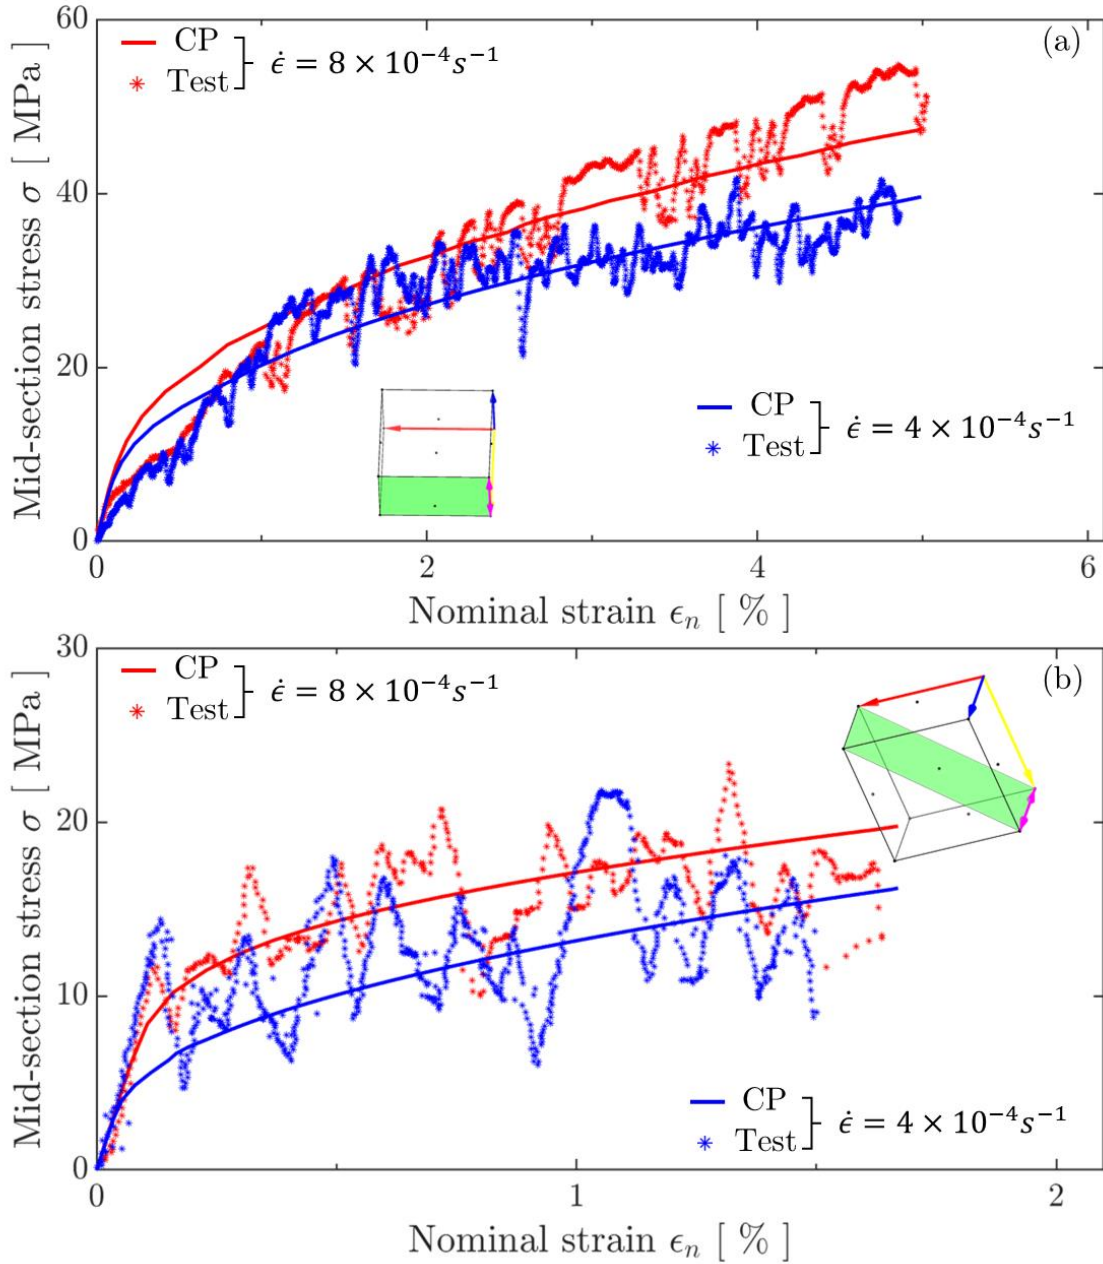 60
(a)
CP
Test
ϵ̇ = 8 × 10⁻⁴s⁻¹
Mid-section stress σ [ MPa]
40
20
CP
Test
ϵ̇ = 4 × 10⁻⁴s⁻¹
0
0 2 4 6
Nominal strain ϵₙ [ % ]
30
(b)
CP
Test
ϵ̇ = 8 × 10⁻⁴s⁻¹
Mid-section stress σ [ MPa]
20
10
CP
Test
ϵ̇ = 4 × 10⁻⁴s⁻¹
0
0 1 2
Nominal strain ϵₙ [ % ]